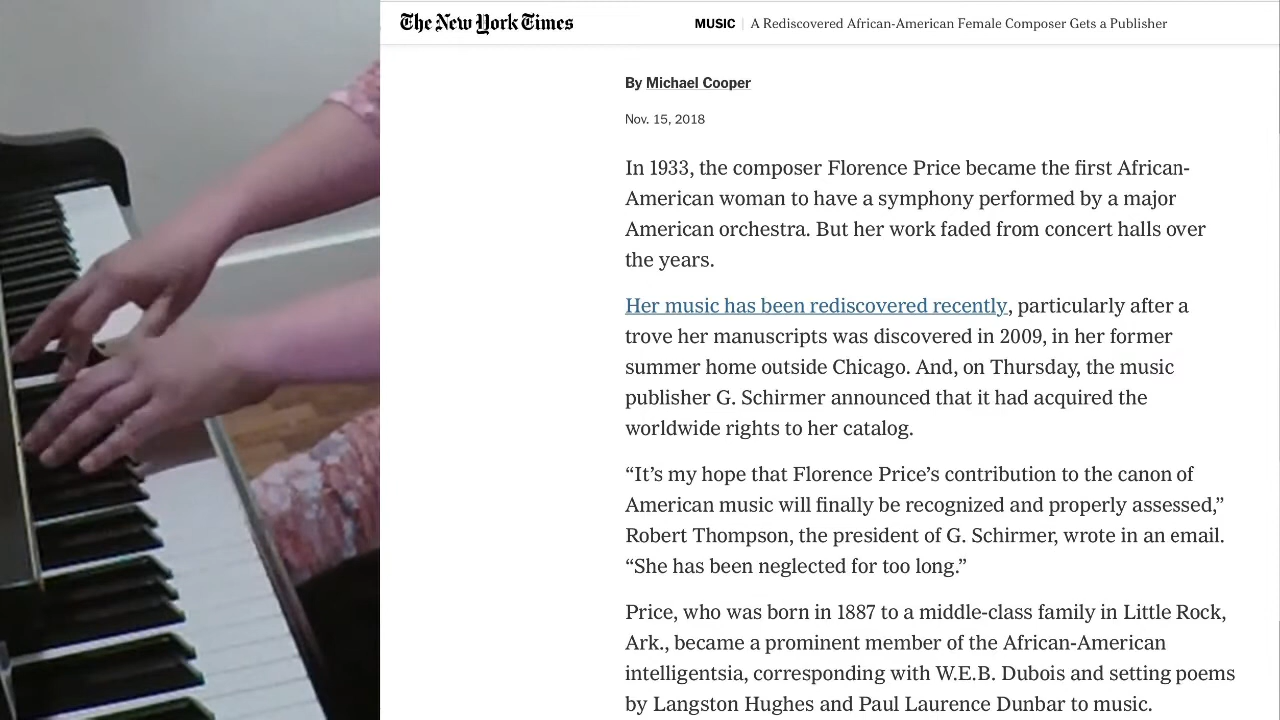 The New York Times
MUSIC | A Rediscovered African-American Female Composer Gets a Publisher
By Michael Cooper
Nov. 15, 2018
In 1933, the composer Florence Price became the first African-
American woman to have a symphony performed by a major
American orchestra. But her work faded from concert halls over
the years.
Her music has been rediscovered recently, particularly after a
trove her manuscripts was discovered in 2009, in her former
summer home outside Chicago. And, on Thursday, the music
publisher G. Schirmer announced that it had acquired the
worldwide rights to her catalog.
“It’s my hope that Florence Price’s contribution to the canon of
American music will finally be recognized and properly assessed,”
Robert Thompson, the president of G. Schirmer, wrote in an email.
“She has been neglected for too long.”
Price, who was born in 1887 to a middle-class family in Little Rock,
Ark., became a prominent member of the African-American
intelligentsia, corresponding with W.E.B. Dubois and setting poems
by Langston Hughes and Paul Laurence Dunbar to music.